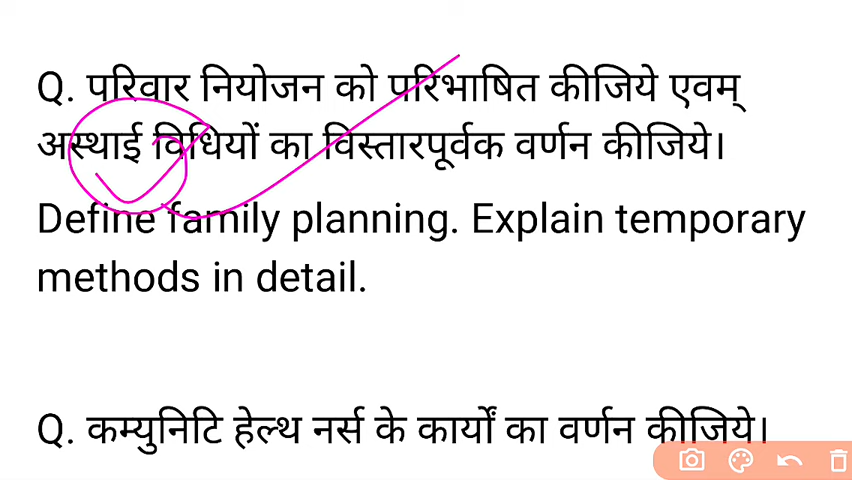 Q. परिवार नियोजन को परिभाषित कीजिये एवम्
अस्थाई विधियों का विस्तारपूर्वक वर्णन कीजिये।
Define family planning. Explain temporary
methods in detail.
Q. कम्युनिटि हेल्थ नर्स के कार्यों का वर्णन कीजिये।